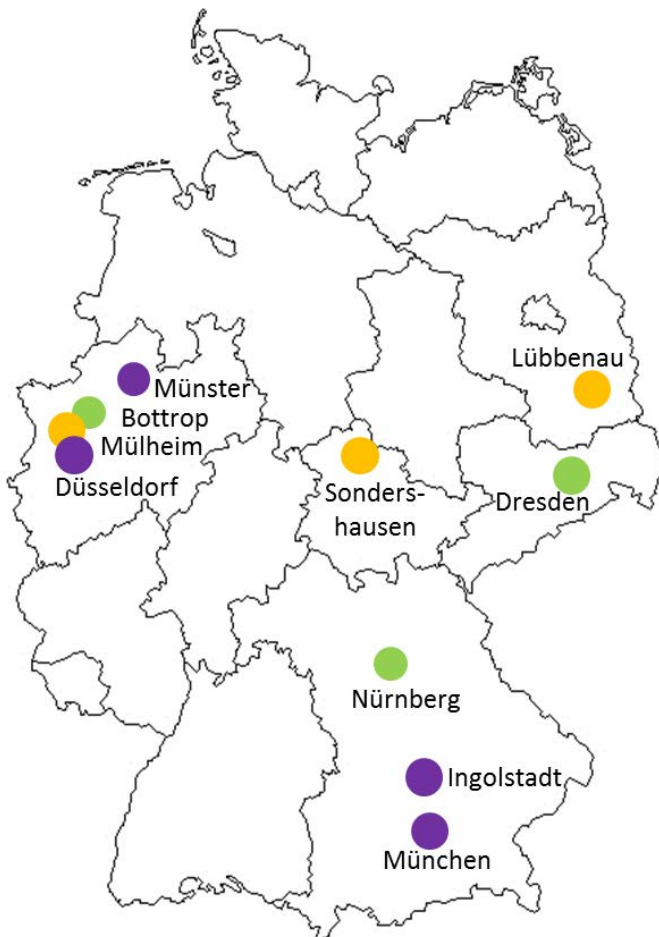 Lübbenau
Münster
Bottrop
Mülheim
Düsseldorf
Sonders-
hausen
Dresden
Nürnberg
Ingolstadt
München